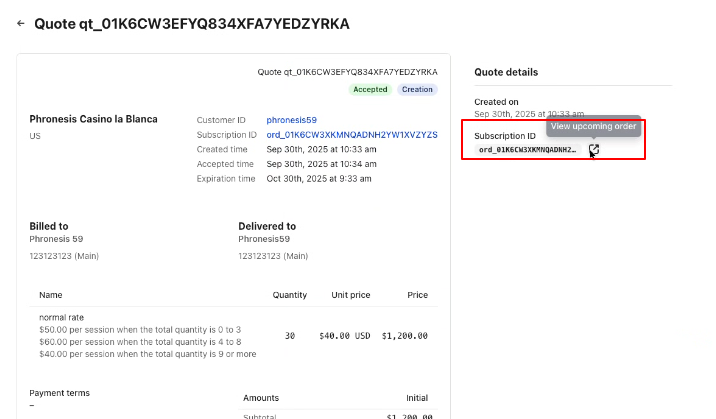 ← Quote qt_01K6CW3EFYQ834XFA7YEDZYRKA
Quote qt_01K6CW3EFYQ834XFA7YEDZYRKA
Accepted Creation
Phronesis Casino la Blanca
US
Customer ID phronesis59
Subscription ID ord_01K6CW3XKMNQADNH2YW1XVZYZS
Created time Sep 30th, 2025 at 10:33 am
Accepted time Sep 30th, 2025 at 10:34 am
Expiration time Oct 30th, 2025 at 9:33 am
Billed to
Phronesis 59
123123123 (Main)
Delivered to
Phronesis59
123123123 (Main)
Name Quantity Unit price Price
normal rate
$50.00 per session when the total quantity is 0 to 3
$60.00 per session when the total quantity is 4 to 8
$40.00 per session when the total quantity is 9 or more
30 $40.00 USD $1,200.00
Payment terms
–
Amounts Initial
Subtotal $1,200.00
Quote details
Created on
Sep 30th, 2025 at 10:33 am
View upcoming order
Subscription ID
ord_01K6CW3XKMNQADNH2…